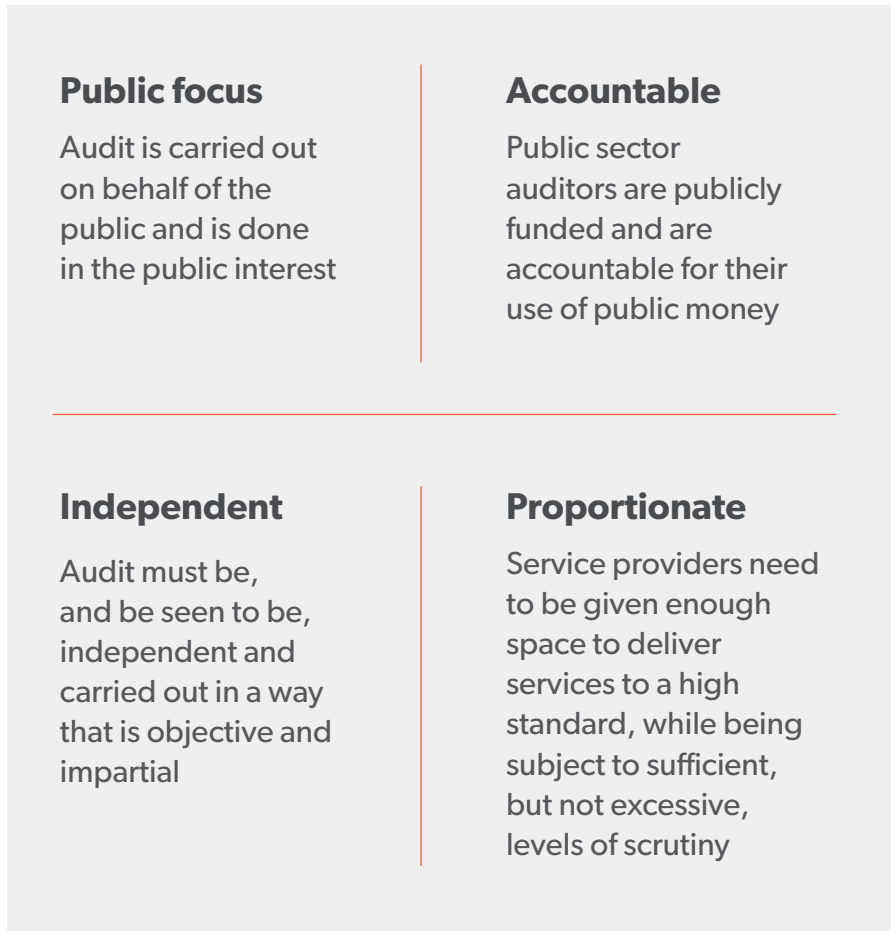 Public focus
Audit is carried out
on behalf of the
public and is done
in the public interest
Accountable
Public sector
auditors are publicly
funded and are
accountable for their
use of public money
Independent
Audit must be,
and be seen to be,
independent and
carried out in a way
that is objective and
impartial
Proportionate
Service providers need
to be given enough
space to deliver
services to a high
standard, while being
subject to sufficient,
but not excessive,
levels of scrutiny